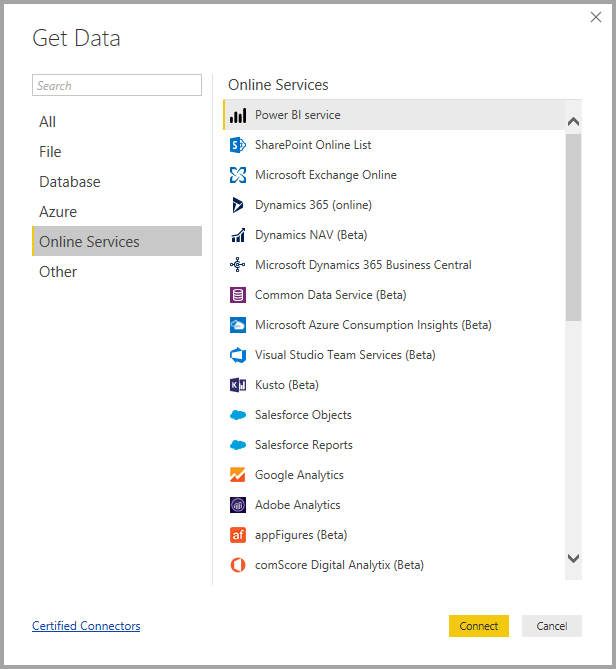 Get Data
Search
All
File
Database
Azure
Online Services
Other
Online Services
Power BI service
SharePoint Online List
Microsoft Exchange Online
Dynamics 365 (online)
Dynamics NAV (Beta)
Microsoft Dynamics 365 Business Central
Common Data Service (Beta)
Microsoft Azure Consumption Insights (Beta)
Visual Studio Team Services (Beta)
Kusto (Beta)
Salesforce Objects
Salesforce Reports
Google Analytics
Adobe Analytics
appFigures (Beta)
comScore Digital Analytix (Beta)
Certified Connectors
Connect
Cancel